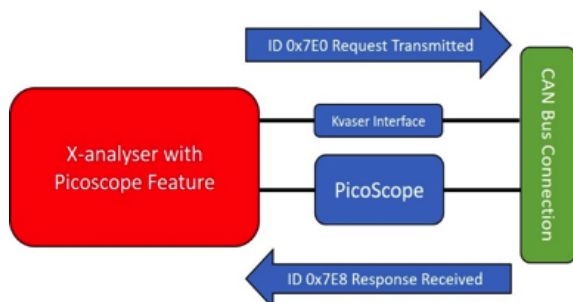 ID 0x7E0 Request Transmitted
X-analyser with
Picoscope Feature
Kvaser Interface
PicoScope
CAN Bus Connection
ID 0x7E8 Response Received